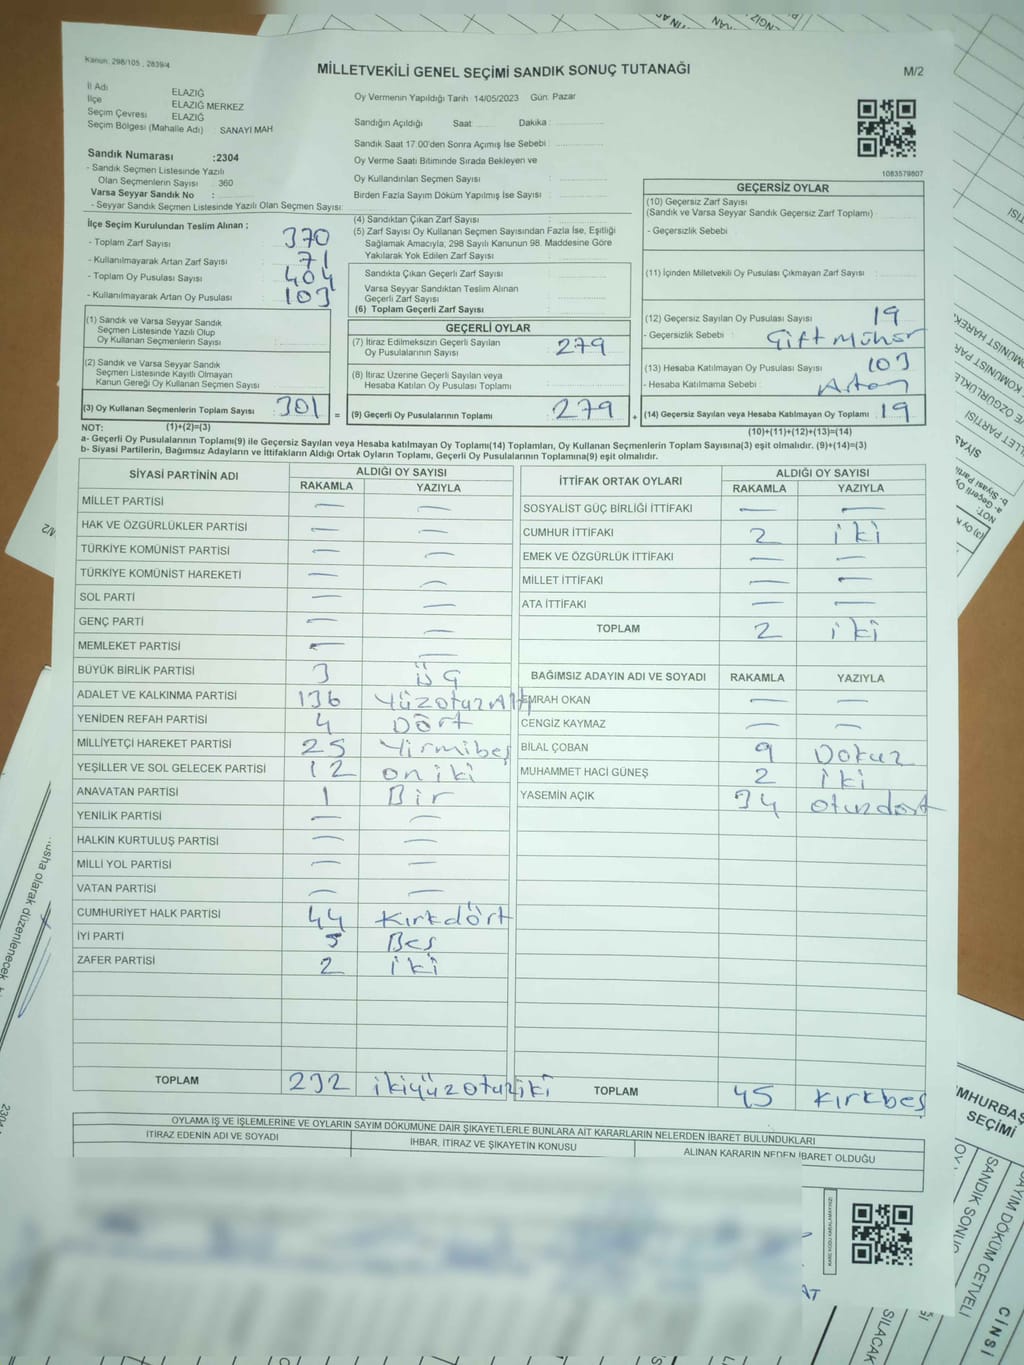 Kanun. 298/105 , 2839/4
MİLLETVEKİLİ GENEL SEÇİMİ SANDIK SONUÇ TUTANAĞI
M/2
İl Adı ELAZIĞ
İlçe ELAZIĞ MERKEZ
Seçim Çevresi ELAZIĞ
Seçim Bölgesi (Mahalle Adı) : SANAYİ MAH
Sandık Numarası :2304
- Sandık Seçmen Listesinde Yazılı
Olan Seçmenlerin Sayısı : 360
Varsa Seyyar Sandık No :
- Seyyar Sandık Seçmen Listesinde Yazılı Olan Seçmen Sayısı:
Oy Vermenin Yapıldığı Tarih 14/05/2023 Gün. Pazar
Sandığın Açıldığı Saat: Dakika :
Sandık Saat 17.00'den Sonra Açımış İse Sebebi :
Oy Verme Saati Bitiminde Sırada Bekleyen ve
Oy Kullandırılan Seçmen Sayısı :
Birden Fazla Sayım Döküm Yapılmış İse Sayısı :
1083579807
İlçe Seçim Kurulundan Teslim Alınan ;
- Toplam Zarf Sayısı : 370
- Kullanılmayarak Artan Zarf Sayısı : 71
- Toplam Oy Pusulası Sayısı : 404
- Kullanılmayarak Artan Oy Pusulası : 103
(1) Sandık ve Varsa Seyyar Sandık
Seçmen Listesinde Yazılı Olup
Oy Kullanan Seçmenlerin Sayısı :
(2) Sandık ve Varsa Seyyar Sandık
Seçmen Listesinde Kayıtlı Olmayan
Kanun Gereği Oy Kullanan Seçmen Sayısı :
(3) Oy Kullanan Seçmenlerin Toplam Sayısı : 301 =
(4) Sandıktan Çıkan Zarf Sayısı :
(5) Zarf Sayısı Oy Kullanan Seçmen Sayısından Fazla İse, Eşitliği
Sağlamak Amacıyla, 298 Sayılı Kanunun 98. Maddesine Göre
Yakılarak Yok Edilen Zarf Sayısı :
Sandıkta Çıkan Geçerli Zarf Sayısı :
Varsa Seyyar Sandıktan Teslim Alınan
Geçerli Zarf Sayısı :
(6) Toplam Geçerli Zarf Sayısı :
GEÇERLİ OYLAR
(7) İtiraz Edilmeksizin Geçerli Sayılan
Oy Pusulalarının Sayısı : 279
(8) İtiraz Üzerine Geçerli Sayılan veya
Hesaba Katılan Oy Pusulası Toplamı :
(9) Geçerli Oy Pusulalarının Toplamı : 279 +
GEÇERSİZ OYLAR
(10) Geçersiz Zarf Sayısı
(Sandık ve Varsa Seyyar Sandık Geçersiz Zarf Toplamı) :
- Geçersizlik Sebebi :
(11) İçinden Milletvekili Oy Pusulası Çıkmayan Zarf Sayısı :
(12) Geçersiz Sayılan Oy Pusulası Sayısı : 19
- Geçersizlik Sebebi : Çift Mühür
(13) Hesaba Katılmayan Oy Pusulası Sayısı : 103
- Hesaba Katılmama Sebebi : Artan
(14) Geçersiz Sayılan veya Hesaba Katılmayan Oy Toplamı : 19
NOT: (1)+(2)=(3) (10)+(11)+(12)+(13)=(14)
a- Geçerli Oy Pusulalarının Toplamı(9) ile Geçersiz Sayılan veya Hesaba katılmayan Oy Toplamı(14) Toplamları, Oy Kullanan Seçmenlerin Toplam Sayısına(3) eşit olmalıdır. (9)+(14)=(3)
b- Siyasi Partilerin, Bağımsız Adayların ve İttifakların Aldığı Ortak Oyların Toplamı, Geçerli Oy Pusulalarının Toplamına(9) eşit olmalıdır.
SİYASİ PARTİNİN ADI ALDIĞI OY SAYISI
RAKAMLA YAZIYLA
MİLLET PARTİSI — —
HAK VE ÖZGÜRLÜKLER PARTİSİ — —
TÜRKİYE KOMÜNİST PARTİSİ — —
TÜRKİYE KOMÜNİST HAREKETİ — —
SOL PARTİ — —
GENÇ PARTİ — —
MEMLEKET PARTİSİ — —
BÜYÜK BİRLİK PARTİSİ 3 Üç
ADALET VE KALKINMA PARTİSİ 136 YüzotuzAltı
YENİDEN REFAH PARTİSİ 4 Dört
MİLLİYETÇİ HAREKET PARTİSİ 25 Yirmibeş
YEŞİLLER VE SOL GELECEK PARTİSİ 12 on iki
ANAVATAN PARTİSİ 1 Bir
YENİLİK PARTİSİ — —
HALKIN KURTULUŞ PARTİSİ — —
MİLLİ YOL PARTİSİ — —
VATAN PARTİSİ — —
CUMHURİYET HALK PARTİSİ 44 Kırkdört
İYİ PARTİ 5 Beş
ZAFER PARTİSİ 2 iki
TOPLAM 232 ikiyüzotuziki
İTTİFAK ORTAK OYLARI ALDIĞI OY SAYISI
RAKAMLA YAZIYLA
SOSYALİST GÜÇ BİRLİĞİ İTTİFAKI — —
CUMHUR İTTİFAKI 2 iki
EMEK VE ÖZGÜRLÜK İTTİFAKI — —
MİLLET İTTİFAKI — —
ATA İTTİFAKI — —
TOPLAM 2 iki
BAĞIMSIZ ADAYIN ADI VE SOYADI RAKAMLA YAZIYLA
EMRAH OKAN — —
CENGİZ KAYMAZ — —
BİLAL ÇOBAN 9 Dokuz
MUHAMMET HACİ GÜNEŞ 2 iki
YASEMİN AÇIK 34 otuzdört
TOPLAM 45 kırkbeş
OYLAMA İŞ VE İŞLEMLERİNE VE OYLARIN SAYIM DÖKÜMÜNE DAİR ŞİKAYETLERLE BUNLARA AİT KARARLARIN NELERDEN İBARET BULUNDUKLARI
İTİRAZ EDENİN ADI VE SOYADI İHBAR, İTİRAZ VE ŞİKAYETİN KONUSU ALINAN KARARIN NEDEN İBARET OLDUĞU
KARE KODU KARALAMAYINIZ!
usha olarak düzenlenecek
MHURBAŞ
SEÇİMİ
SAYIM DÖKÜM CETVELİ
SANDIK SONUÇ
CİNSİ
SILACAK